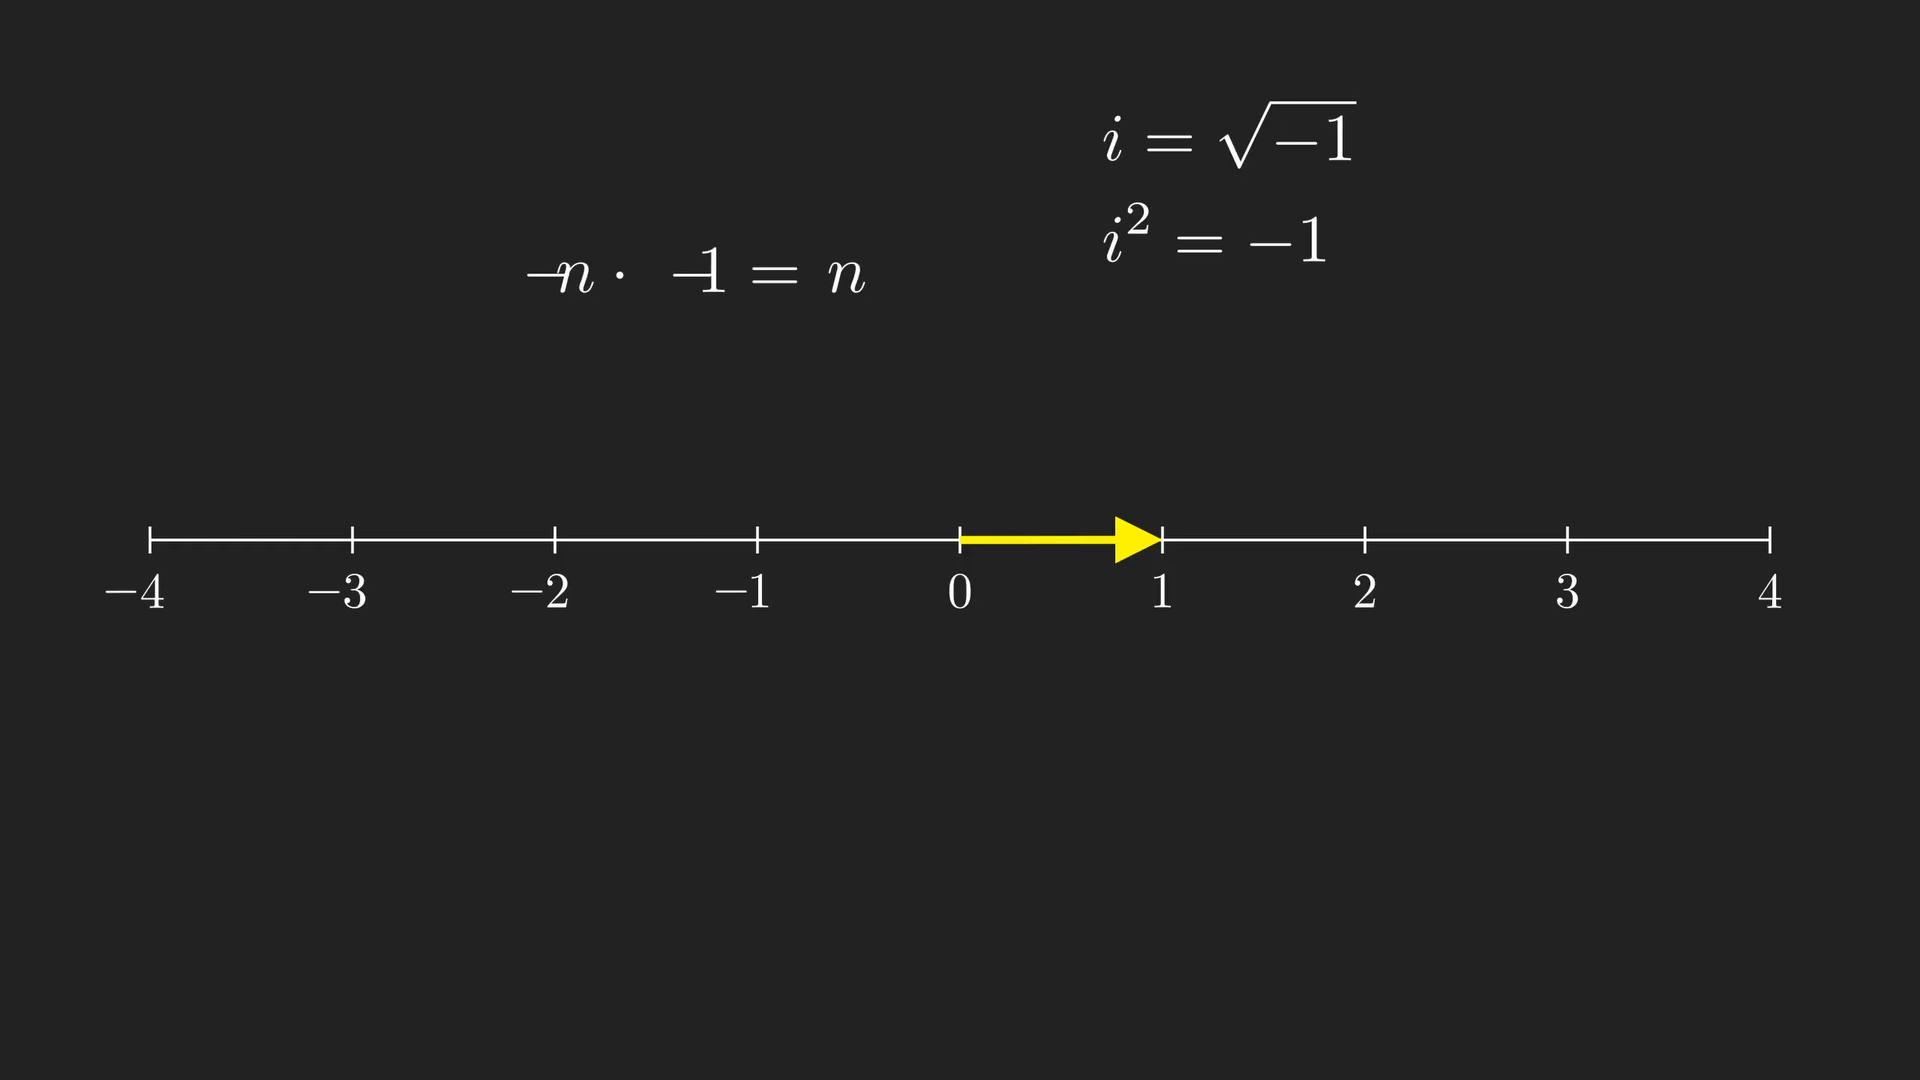 i = √−1
i² = −1
−n · −1 = n
−4 −3 −2 −1 0 1 2 3 4